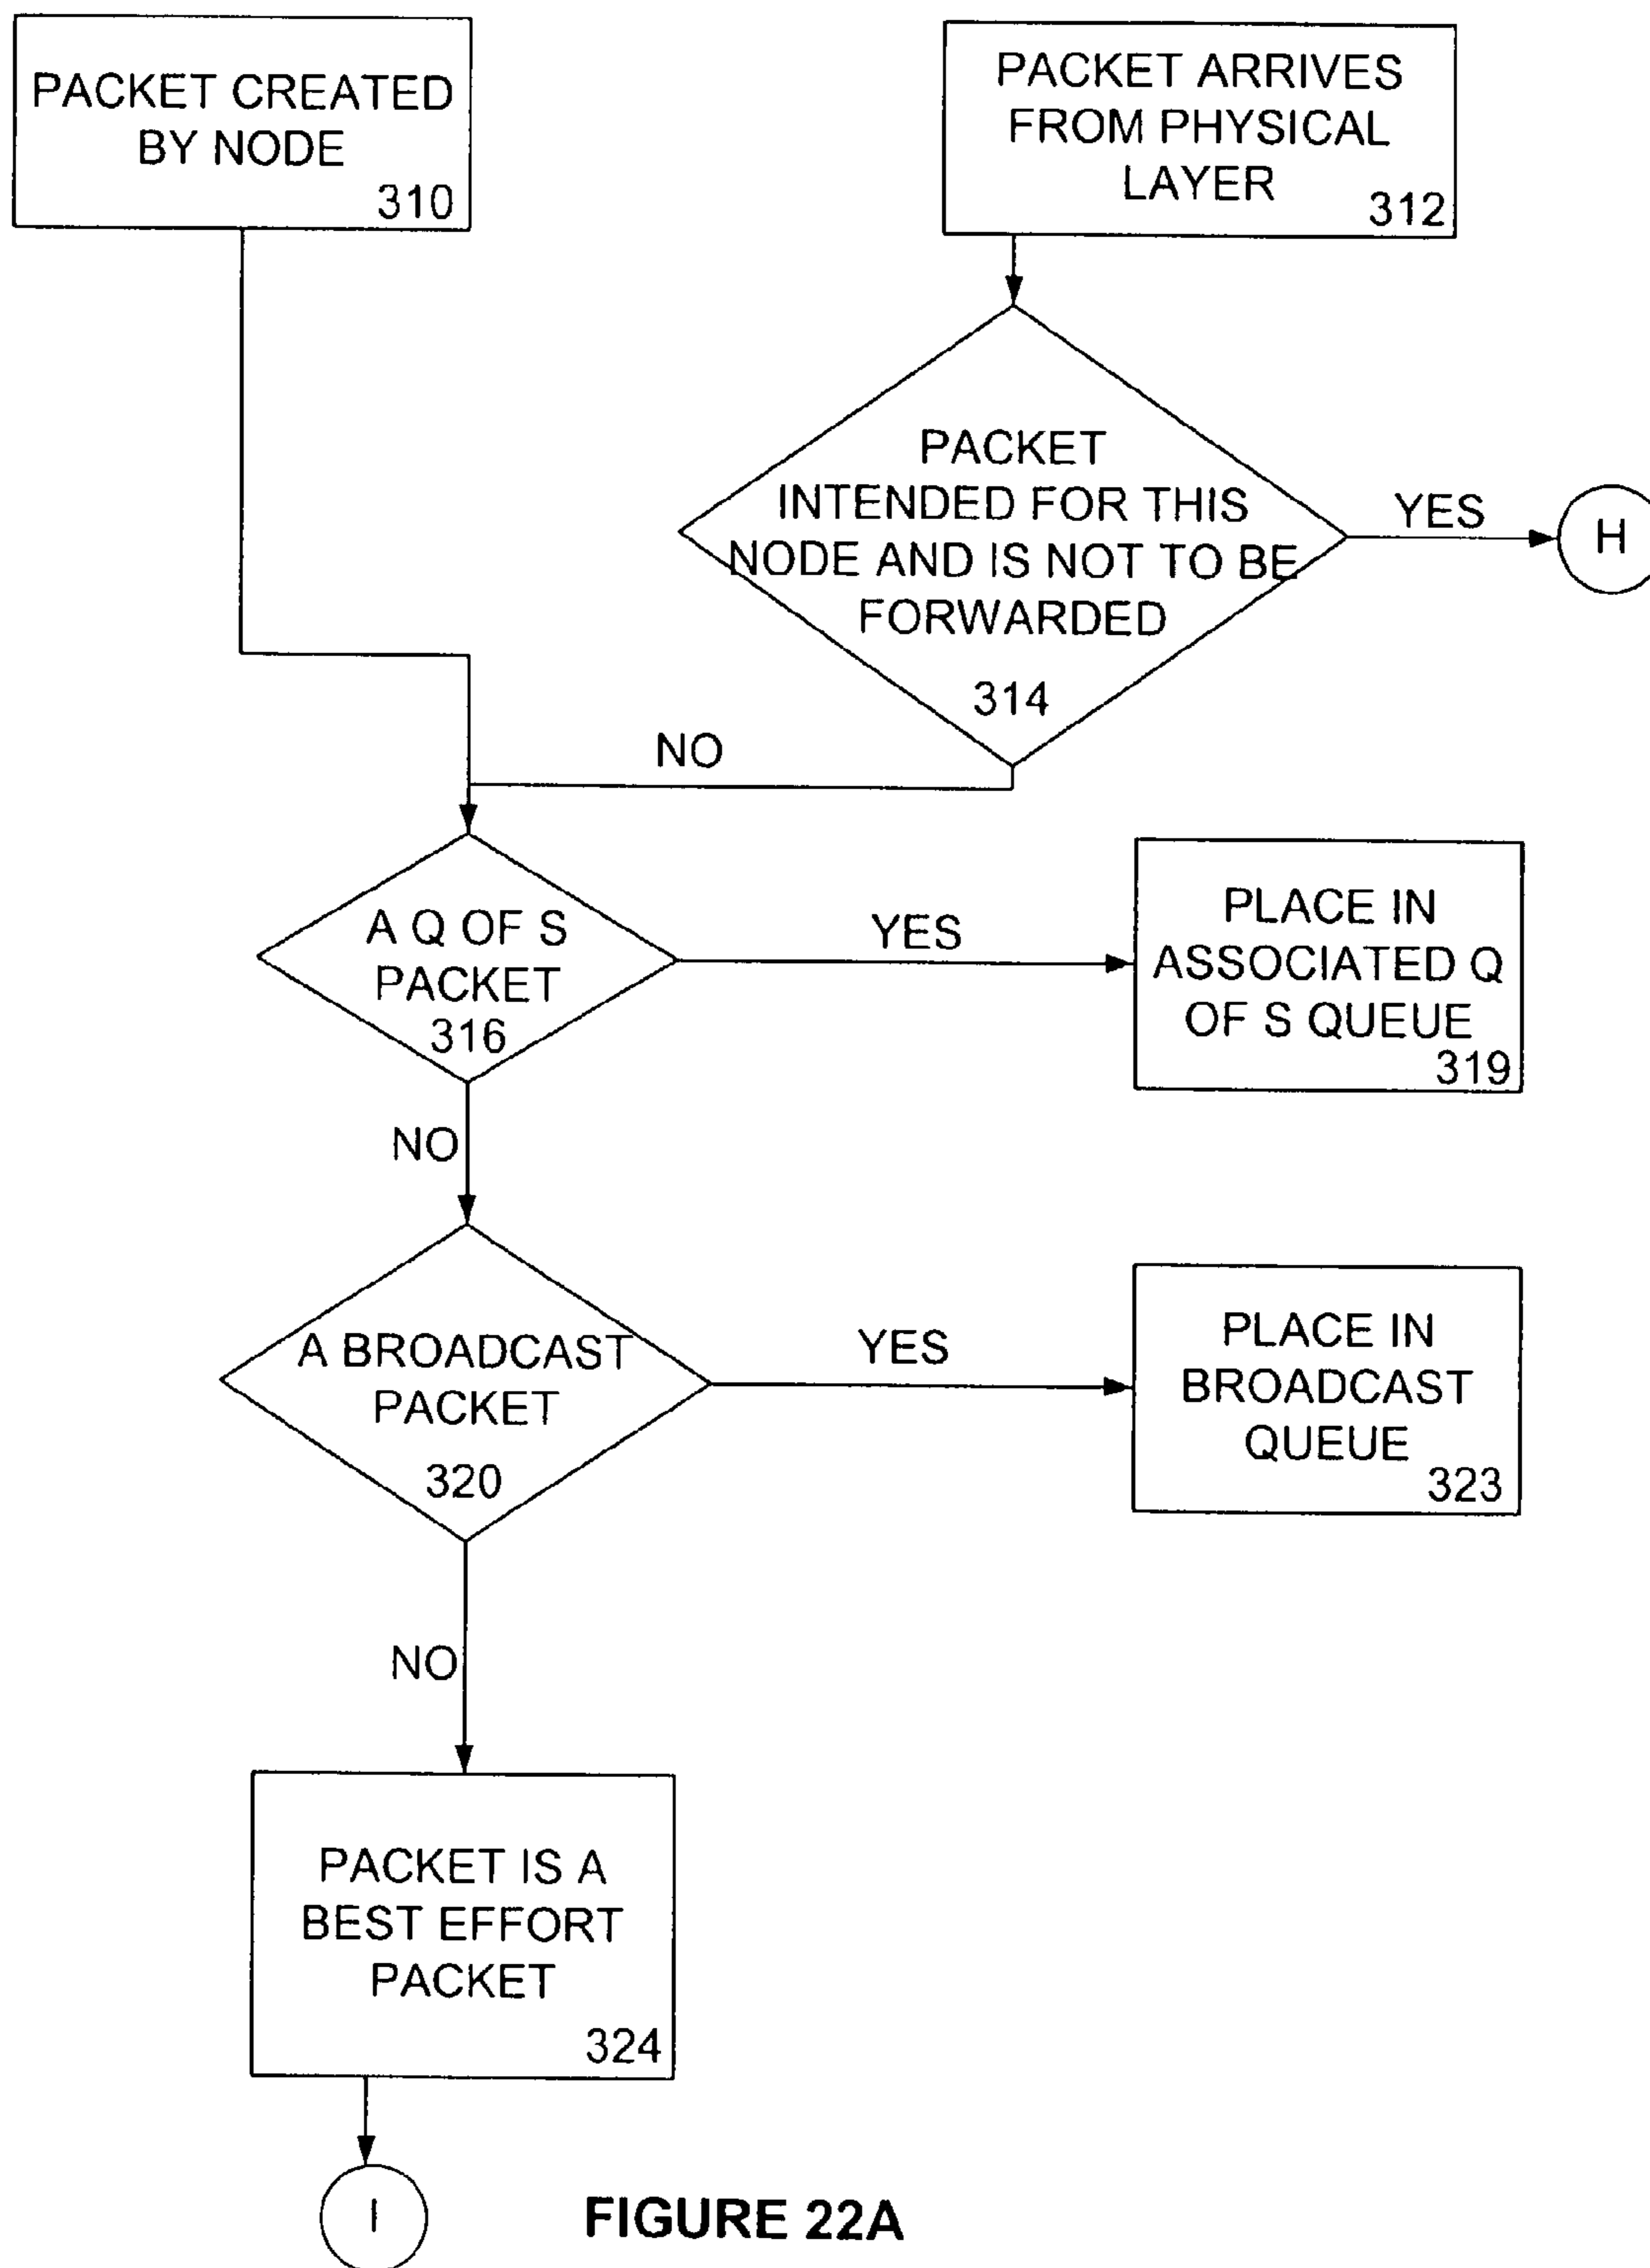 PACKET CREATED
BY NODE
310
PACKET ARRIVES
FROM PHYSICAL
LAYER
312
PACKET
INTENDED FOR THIS
NODE AND IS NOT TO BE
FORWARDED
314
YES
H
NO
A Q OF S
PACKET
316
YES
PLACE IN
ASSOCIATED Q
OF S QUEUE
319
NO
A BROADCAST
PACKET
320
YES
PLACE IN
BROADCAST
QUEUE
323
NO
PACKET IS A
BEST EFFORT
PACKET
324
I
FIGURE 22A